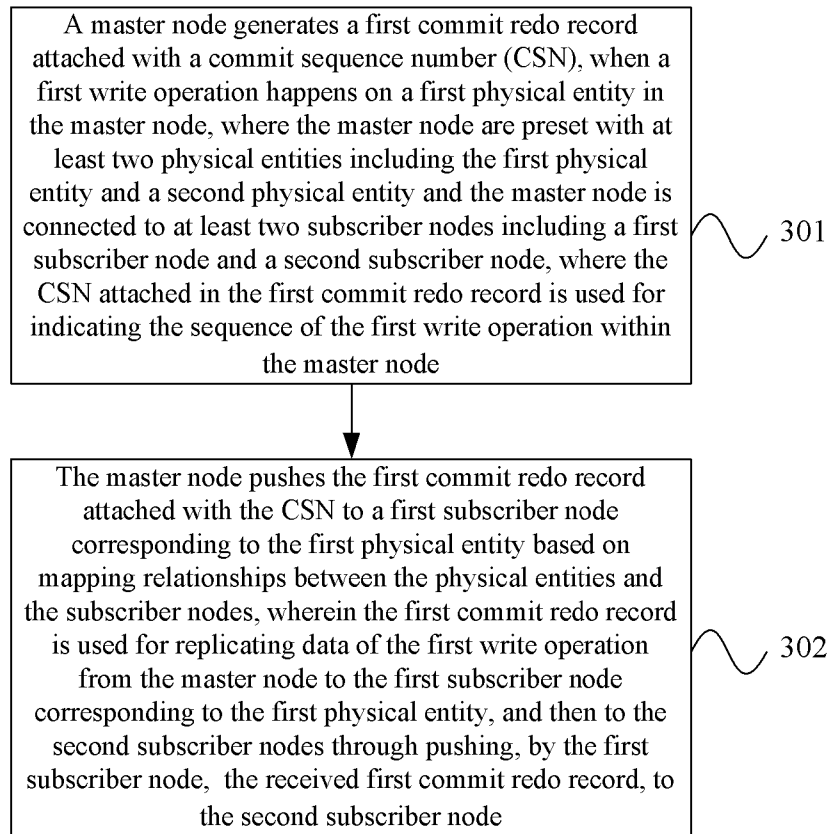 A master node generates a first commit redo record
attached with a commit sequence number (CSN), when a
first write operation happens on a first physical entity in
the master node, where the master node are preset with at
least two physical entities including the first physical
entity and a second physical entity and the master node is
connected to at least two subscriber nodes including a first
subscriber node and a second subscriber node, where the
CSN attached in the first commit redo record is used for
indicating the sequence of the first write operation within
the master node
301
The master node pushes the first commit redo record
attached with the CSN to a first subscriber node
corresponding to the first physical entity based on
mapping relationships between the physical entities and
the subscriber nodes, wherein the first commit redo record
is used for replicating data of the first write operation
from the master node to the first subscriber node
corresponding to the first physical entity, and then to the
second subscriber nodes through pushing, by the first
subscriber node, the received first commit redo record, to
the second subscriber node
302